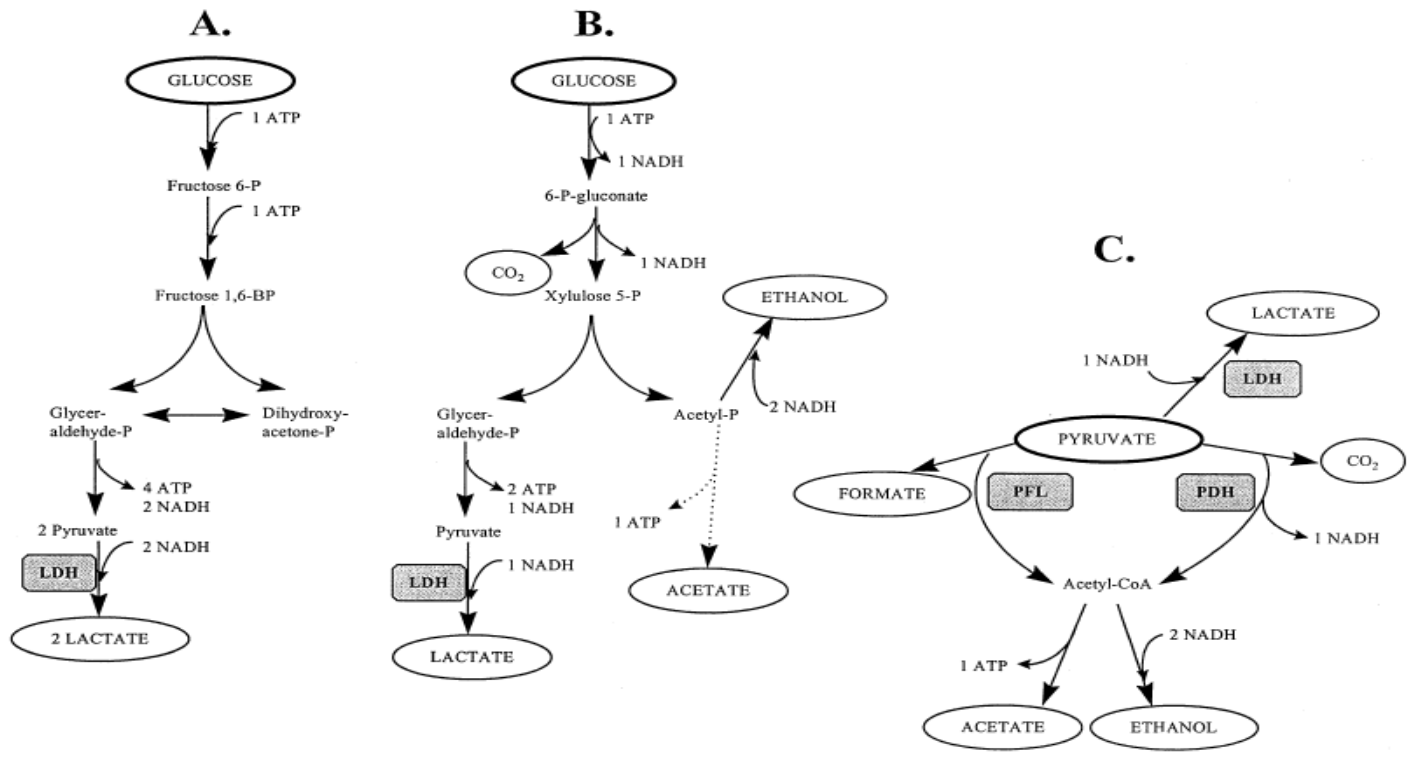 A.
GLUCOSE
1 ATP
Fructose 6-P
1 ATP
Fructose 1,6-BP
Glycer-
aldehyde-P
Dihydroxy-
acetone-P
4 ATP
2 NADH
2 Pyruvate
2 NADH
LDH
2 LACTATE
B.
GLUCOSE
1 ATP
1 NADH
6-P-gluconate
CO2
1 NADH
Xylulose 5-P
ETHANOL
2 NADH
Glycer-
aldehyde-P
Acetyl-P
2 ATP
1 NADH
1 ATP
Pyruvate
1 NADH
LDH
ACETATE
LACTATE
C.
LACTATE
1 NADH
LDH
PYRUVATE
CO2
FORMATE
PFL
PDH
1 NADH
Acetyl-CoA
2 NADH
1 ATP
ACETATE
ETHANOL